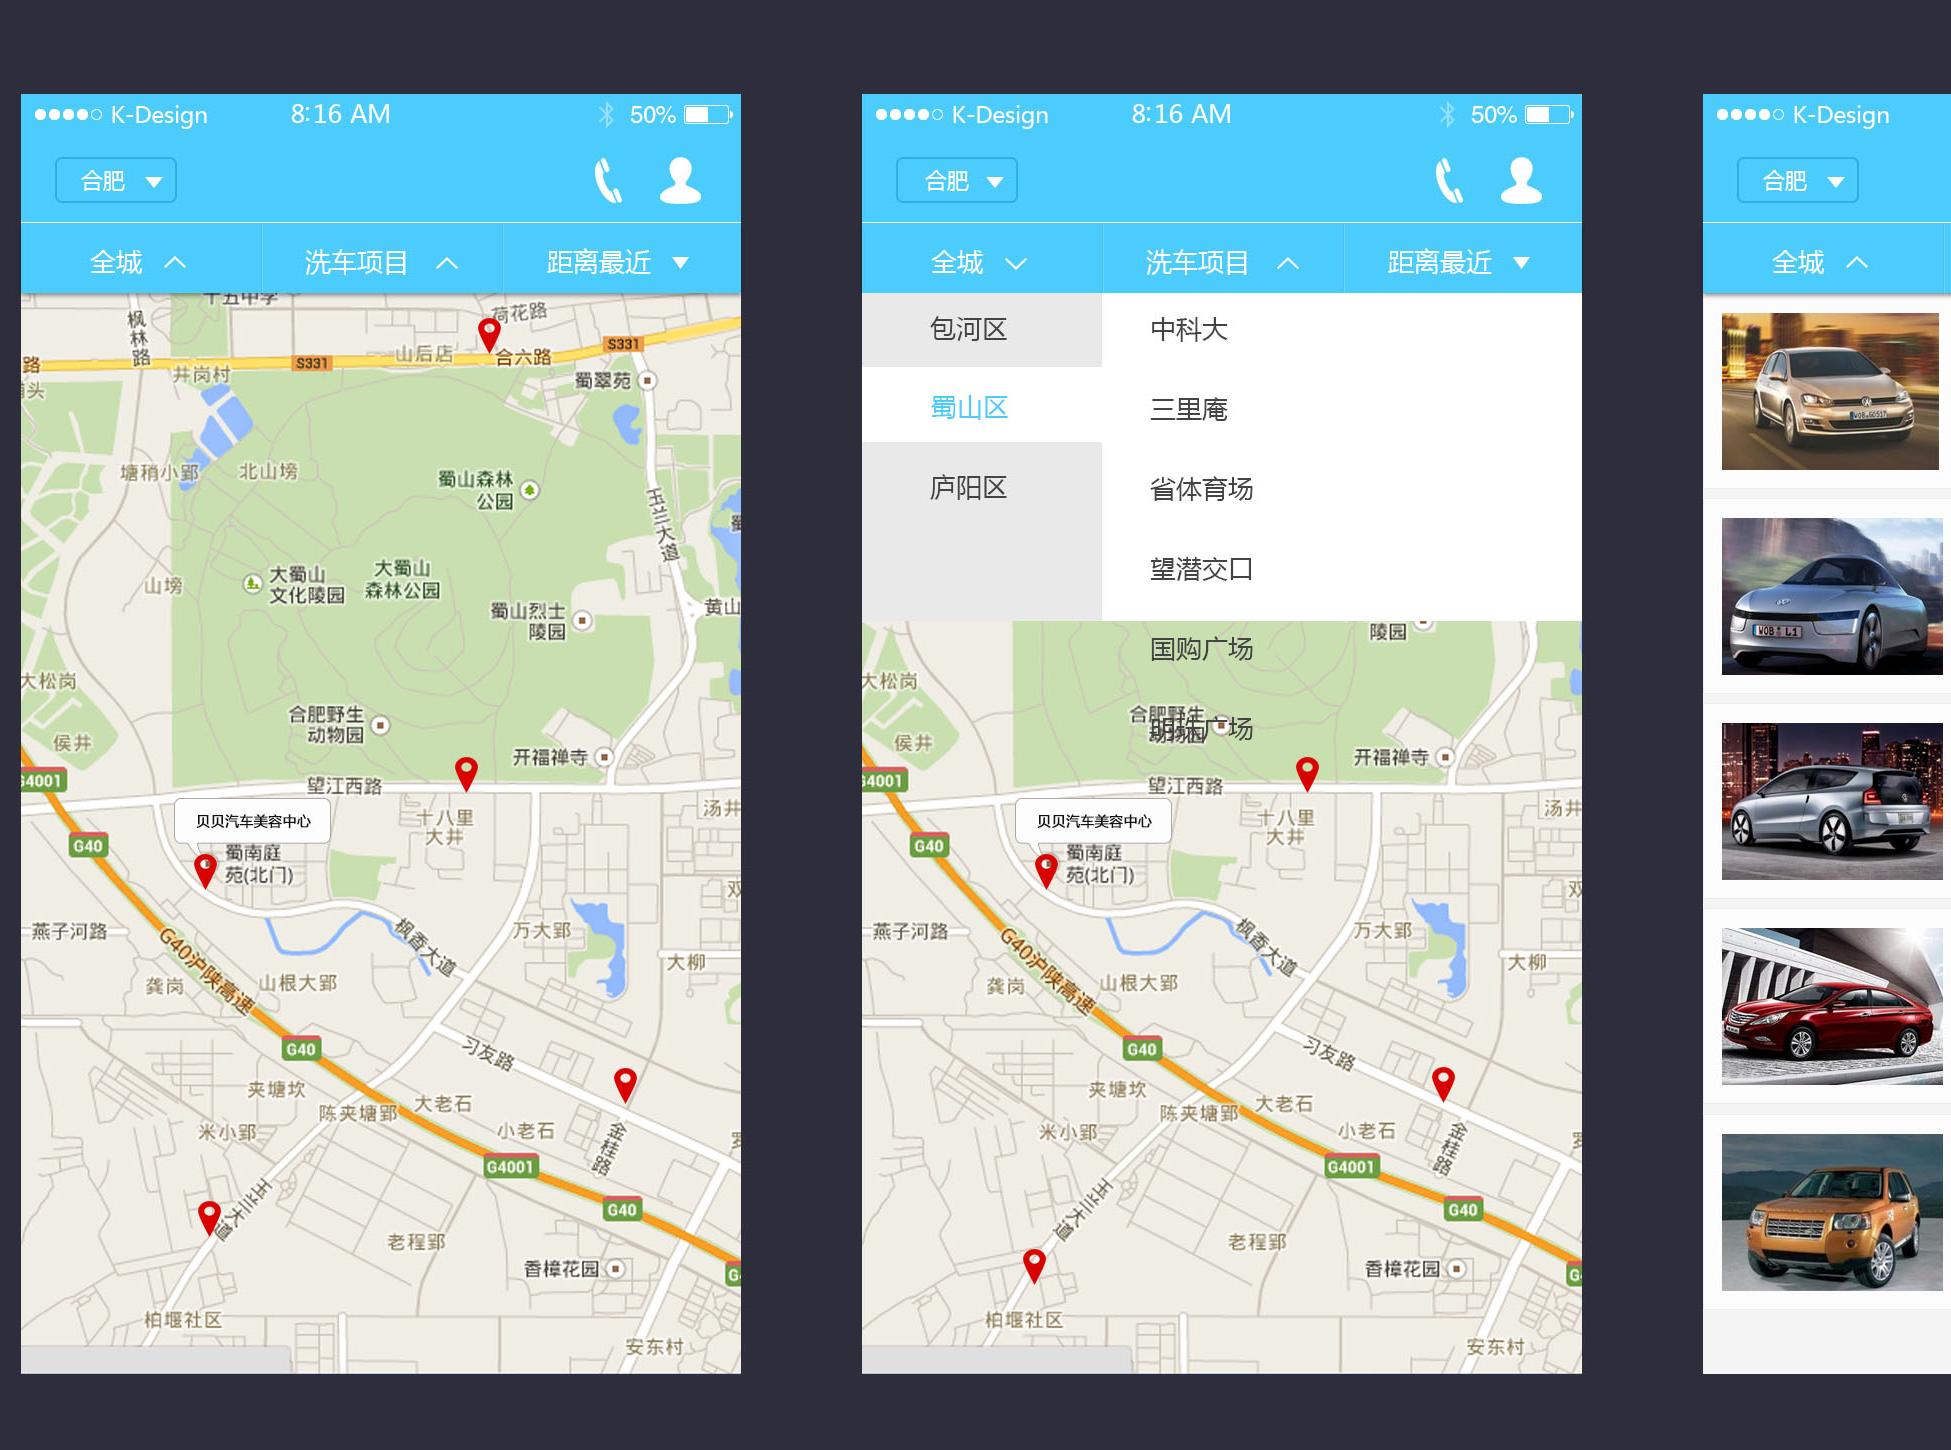 K-Design 8:16 AM 50%
合肥
全城 洗车项目 距离最近
十五中学
荷花路
枫林路
S331
山后店
合六路
S331
路
井岗村
蜀翠苑
头
塘稍小郢
北山塝
蜀山森林
公园
玉兰大道
蜀
山塝
大蜀山
文化陵园
大蜀山
森林公园
蜀山烈士
陵园
黄山
大松岗
合肥野生
动物园
侯井
开福禅寺
G4001
望江西路
汤井
贝贝汽车美容中心
十八里
大井
G40
蜀南庭
苑(北门)
双
燕子河路
枫香大道
万大郢
G40沪陕高速
龚岗
山根大郢
大柳
G40
习友路
夹塘坎
陈夹塘郢
大老石
米小郢
小老石
金桂路
G4001
玉兰大道
G40
老程郢
香樟花园
G
柏堰社区
安东村
K-Design 8:16 AM 50%
合肥
全城 洗车项目 距离最近
包河区
蜀山区
庐阳区
中科大
三里庵
省体育场
望潜交口
国购广场
明珠广场
陵园
大松岗
合肥野生
动物园
侯井
开福禅寺
G4001
望江西路
汤井
贝贝汽车美容中心
十八里
大井
G40
蜀南庭
苑(北门)
双
燕子河路
枫香大道
万大郢
G40沪陕高速
龚岗
山根大郢
大柳
G40
习友路
夹塘坎
陈夹塘郢
大老石
米小郢
小老石
金桂路
G4001
玉兰大道
G40
老程郢
香樟花园
G
柏堰社区
安东村
K-Design
合肥
全城
WOB L1